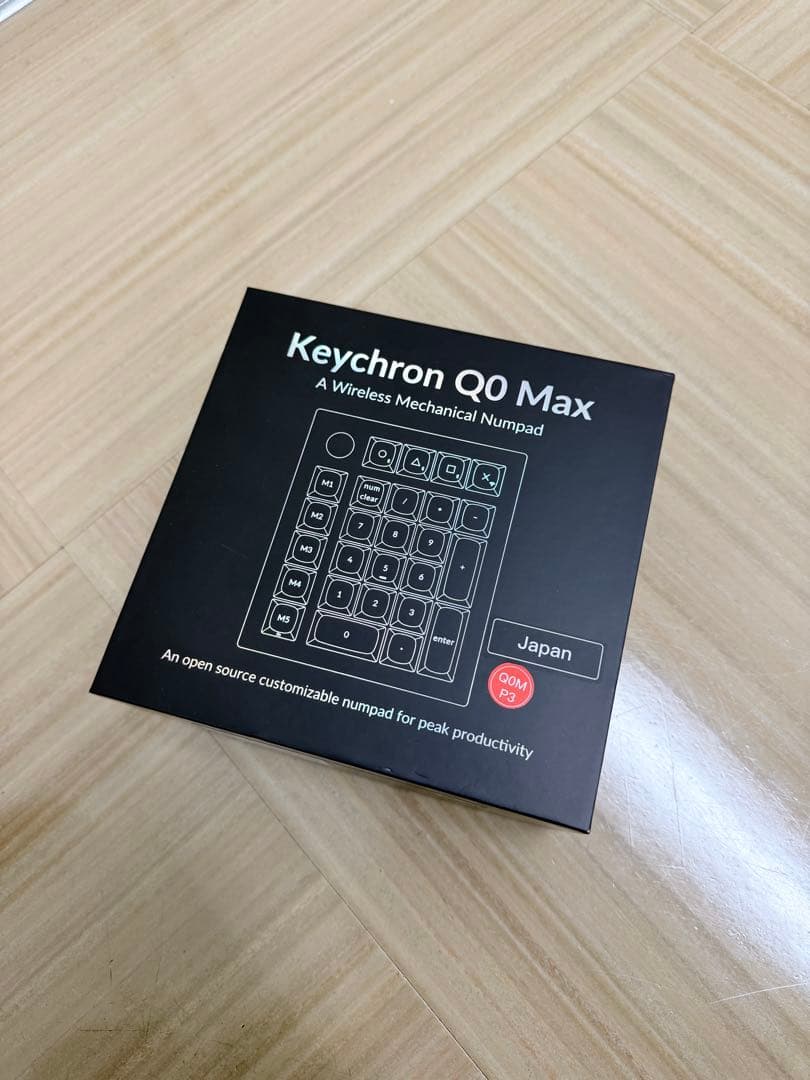 Keychron Q0 Max
A Wireless Mechanical Numpad
M1
num
clear
/
*
-
M2
7
8
9
+
M3
4
5
6
M4
1
2
3
enter
M5
0
.
Japan
Q0M
P3
An open source customizable numpad for peak productivity